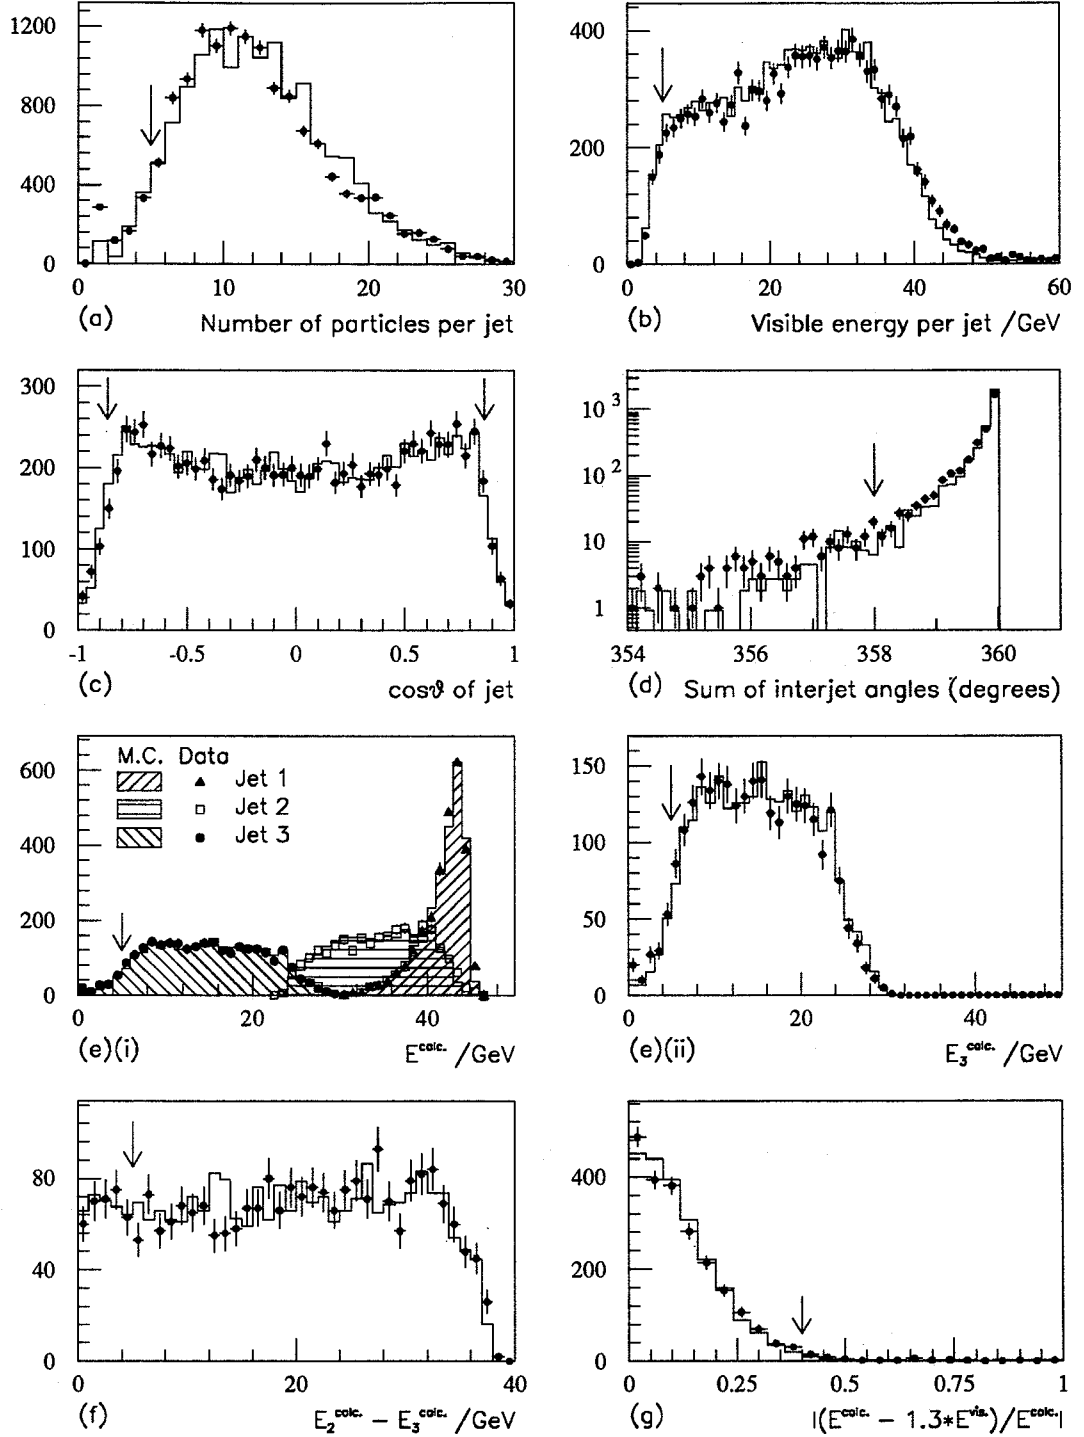 1200
800
400
0
0 10 20 30
(a) Number of particles per jet
400
200
0
0 20 40 60
(b) Visible energy per jet /GeV
300
200
100
0
-1 -0.5 0 0.5 1
(c) cosϑ of jet
10³
10²
10
1
354 356 358 360
(d) Sum of interjet angles (degrees)
600
400
200
0
M.C. Data
Jet 1
Jet 2
Jet 3
0 20 40
(e)(i) E^calc. /GeV
150
100
50
0
0 20 40
(e)(ii) E₃^calc. /GeV
80
40
0
0 20 40
(f) E₂^calc. – E₃^calc. /GeV
400
200
0
0 0.25 0.5 0.75 1
(g) |(E^calc. – 1.3*E^vis.)/E^calc.|